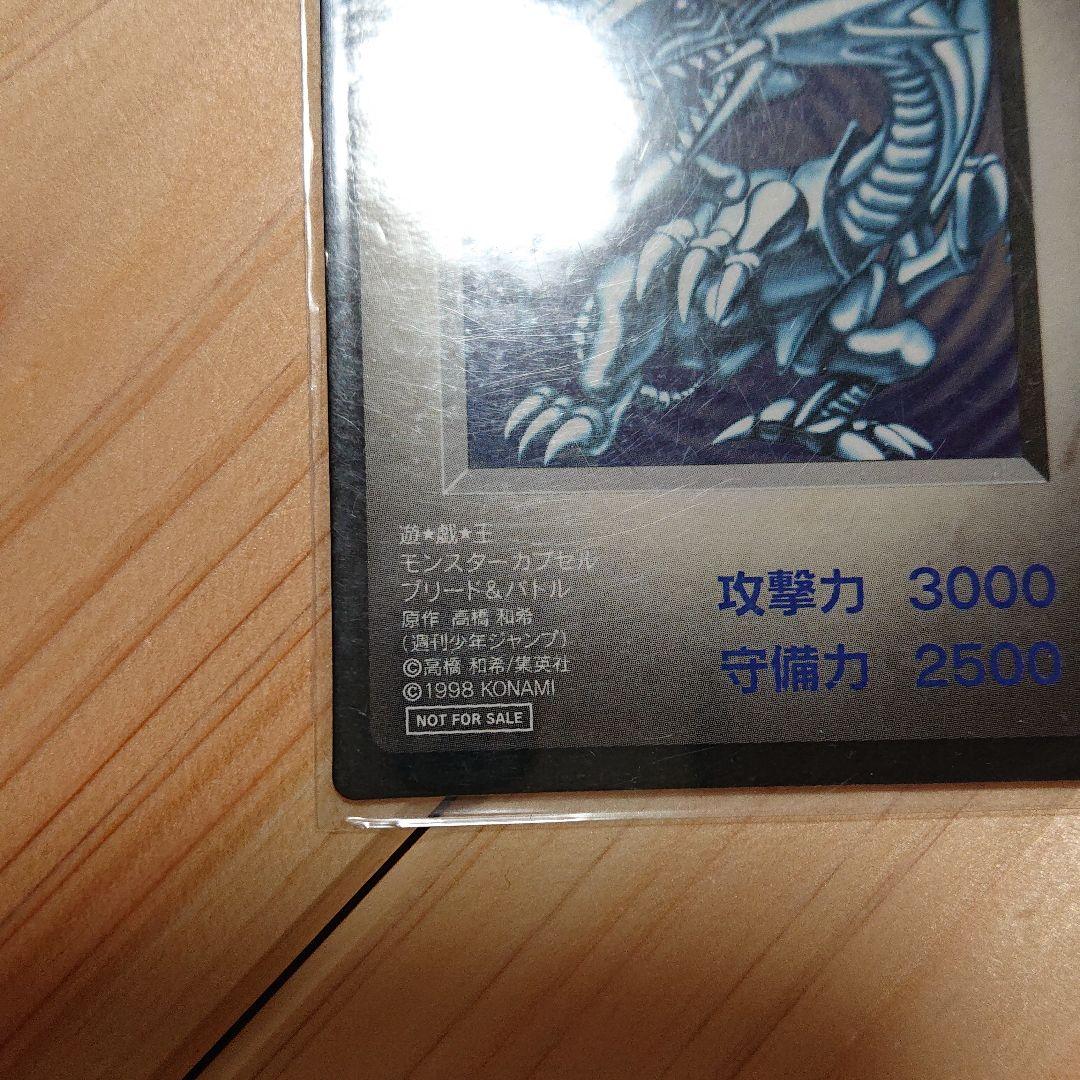 遊★戯★王
モンスターカプセル
ブリード&バトル
原作 高橋 和希
(週刊少年ジャンプ)
©高橋 和希/集英社
©1998 KONAMI
NOT FOR SALE
攻撃力 3000
守備力 2500